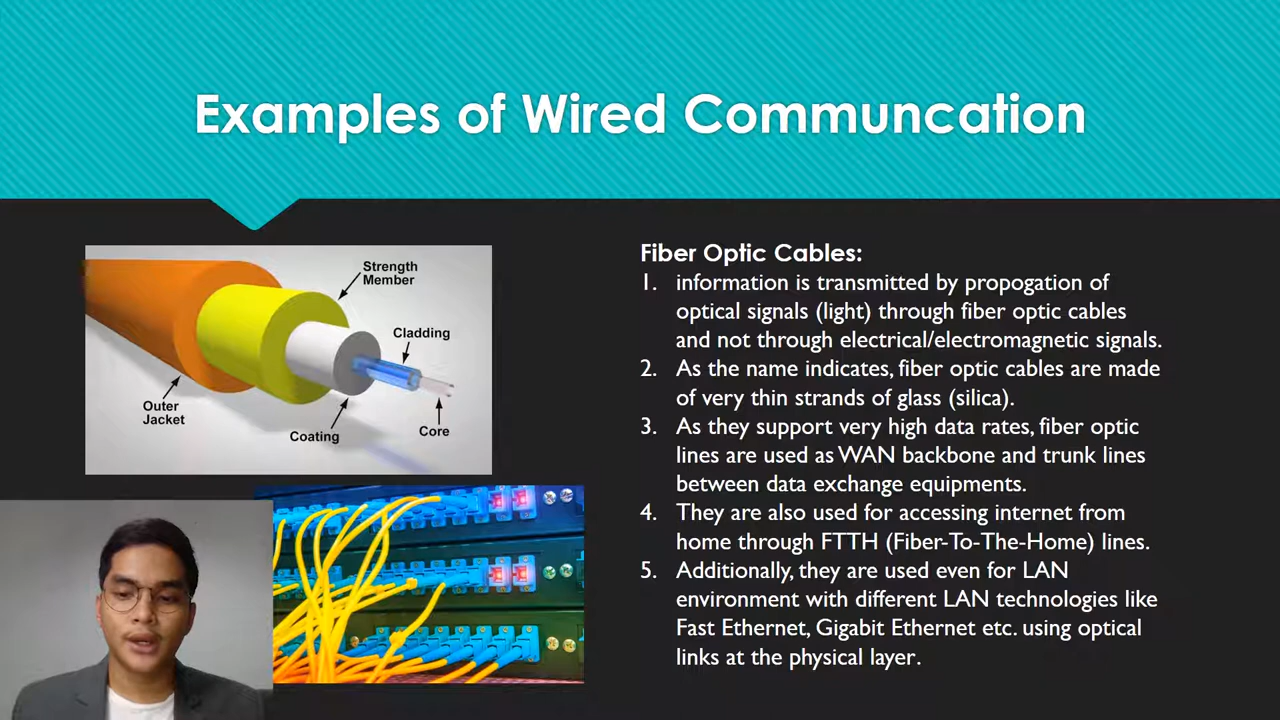 Examples of Wired Communcation
Strength
Member
Cladding
Outer
Jacket
Coating
Core
Fiber Optic Cables:
1. information is transmitted by propogation of
optical signals (light) through fiber optic cables
and not through electrical/electromagnetic signals.
2. As the name indicates, fiber optic cables are made
of very thin strands of glass (silica).
3. As they support very high data rates, fiber optic
lines are used as WAN backbone and trunk lines
between data exchange equipments.
4. They are also used for accessing internet from
home through FTTH (Fiber-To-The-Home) lines.
5. Additionally, they are used even for LAN
environment with different LAN technologies like
Fast Ethernet, Gigabit Ethernet etc. using optical
links at the physical layer.